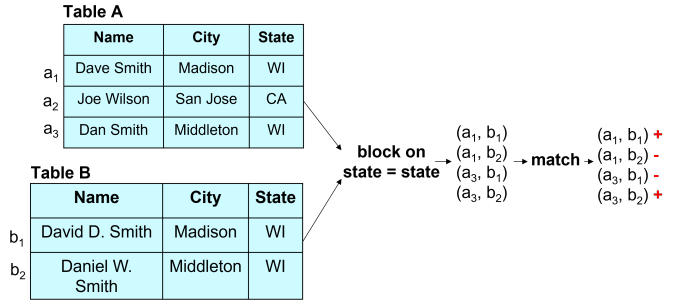 Table A
Name City State
a1 Dave Smith Madison WI
a2 Joe Wilson San Jose CA
a3 Dan Smith Middleton WI
Table B
Name City State
b1 David D. Smith Madison WI
b2 Daniel W. Middleton WI
Smith
block on
state = state
(a1, b1)
(a1, b2)
(a3, b1)
(a3, b2)
match
(a1, b1) +
(a1, b2) -
(a3, b1) -
(a3, b2) +